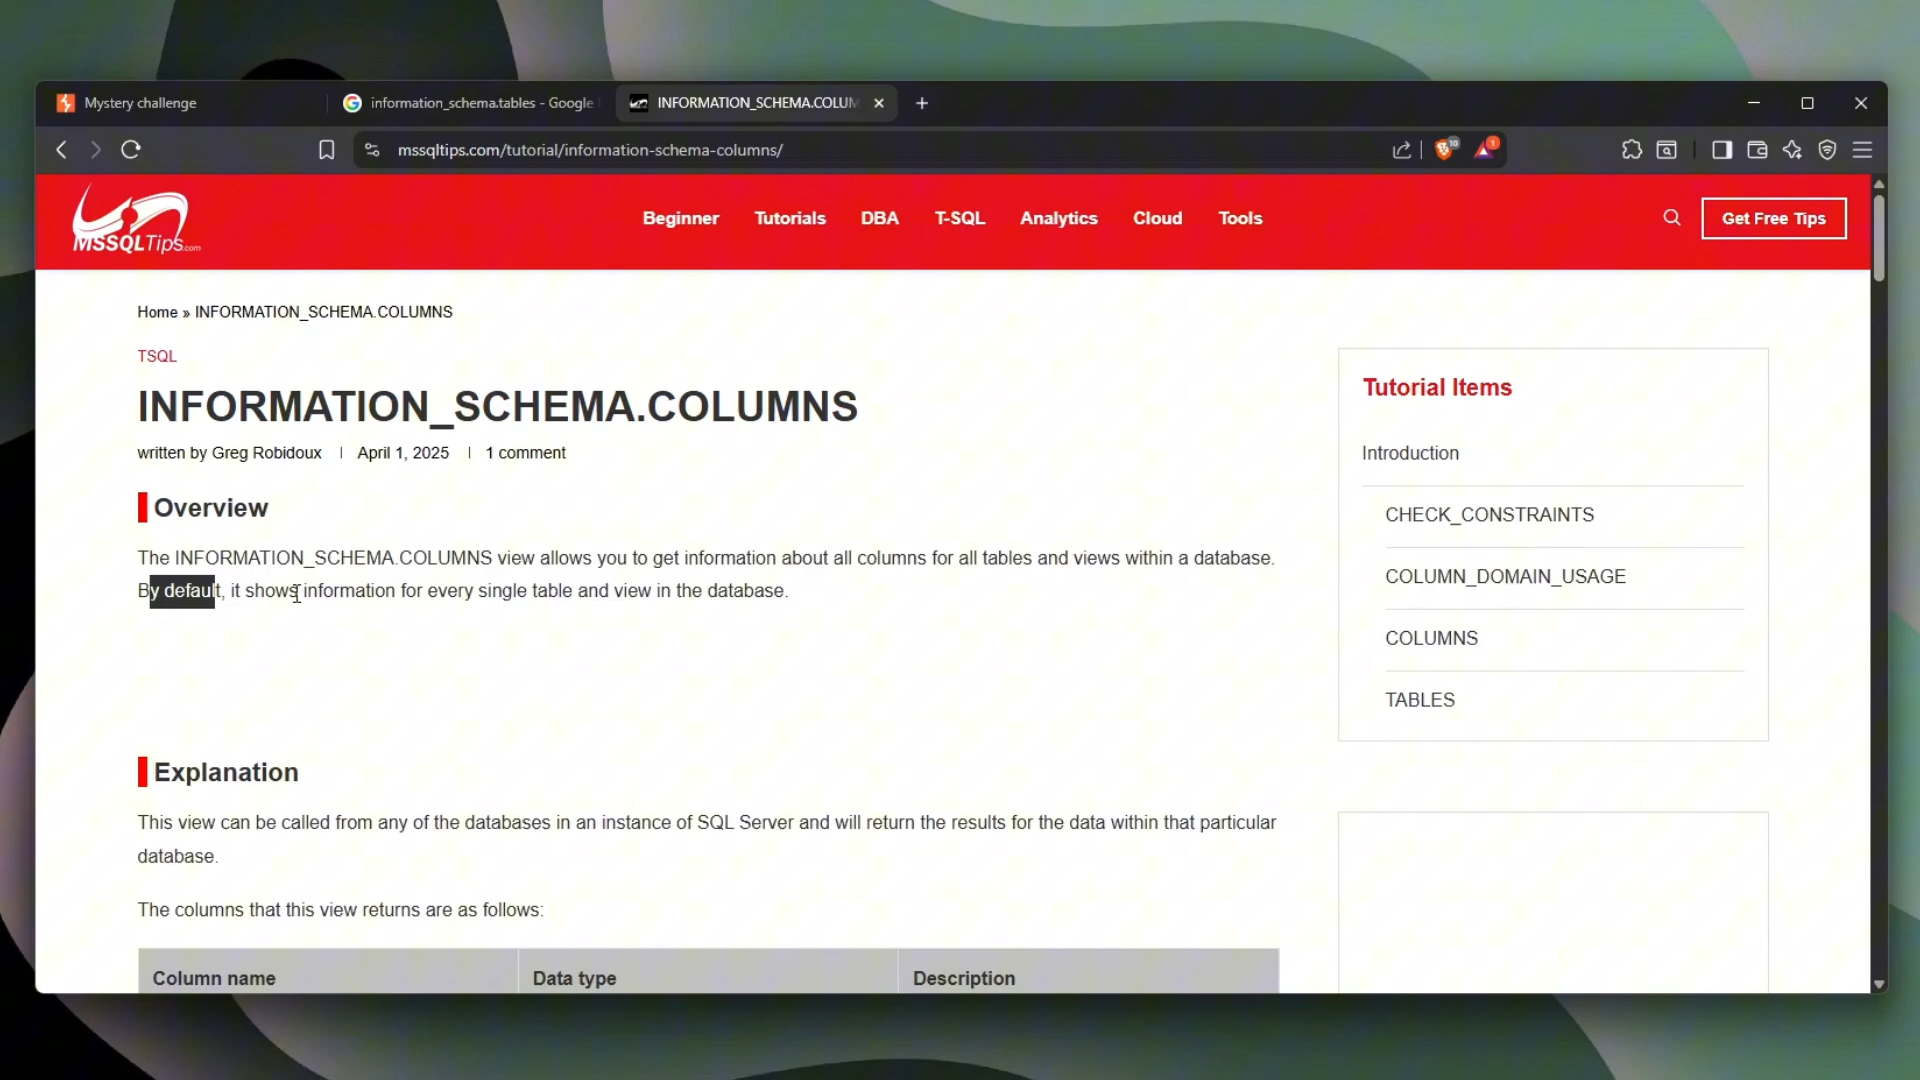 Mystery challenge
information_schema.tables - Google
INFORMATION_SCHEMA.COLUM
mssqltips.com/tutorial/information-schema-columns/
10
1
MSSQLTips.com
Beginner
Tutorials
DBA
T-SQL
Analytics
Cloud
Tools
Get Free Tips
Home » INFORMATION_SCHEMA.COLUMNS
TSQL
INFORMATION_SCHEMA.COLUMNS
written by Greg Robidoux | April 1, 2025 | 1 comment
Overview
The INFORMATION_SCHEMA.COLUMNS view allows you to get information about all columns for all tables and views within a database.
By default, it shows information for every single table and view in the database.
Explanation
This view can be called from any of the databases in an instance of SQL Server and will return the results for the data within that particular
database.
The columns that this view returns are as follows:
Column name
Data type
Description
Tutorial Items
Introduction
CHECK_CONSTRAINTS
COLUMN_DOMAIN_USAGE
COLUMNS
TABLES